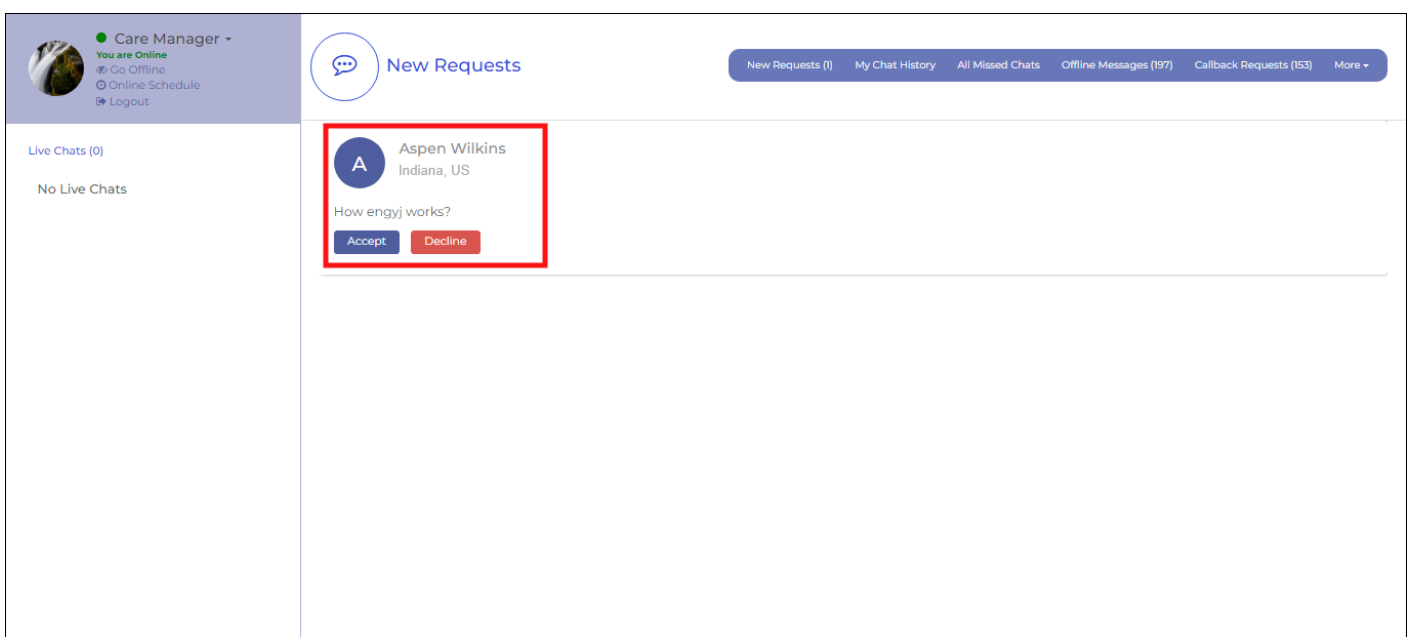 Care Manager
You are Online
Go Offline
Online Schedule
Logout
New Requests
New Requests (1) My Chat History All Missed Chats Offline Messages (197) Callback Requests (153) More
Live Chats (0)
No Live Chats
A
Aspen Wilkins
Indiana, US
How engyj works?
Accept Decline